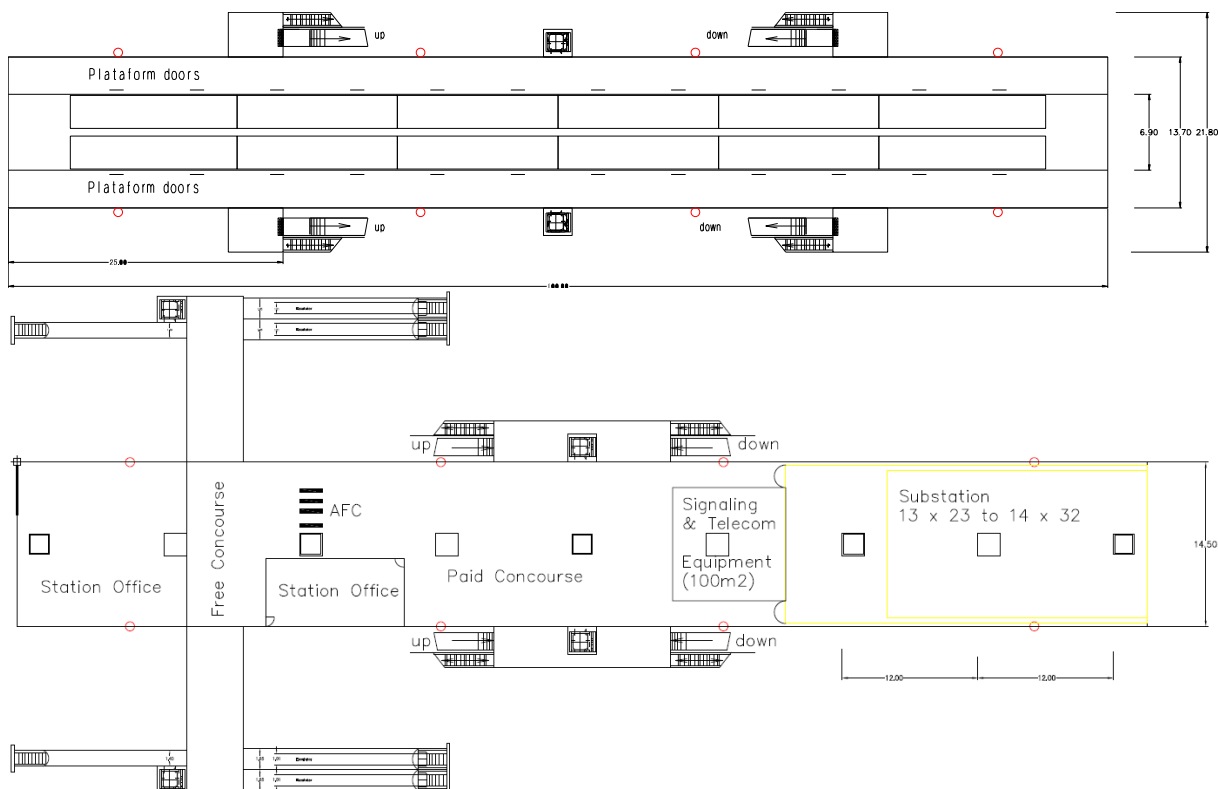 up
down
Plataform doors
6.90
13.70
21.80
Plataform doors
up
down
25.00
100.00
Escalator
Escalator
up
down
Free Concourse
AFC
Signaling
& Telecom
Equipment
(100m2)
Substation
13 x 23 to 14 x 32
14.50
Station Office
Station Office
Paid Concourse
up
down
12.00
12.00